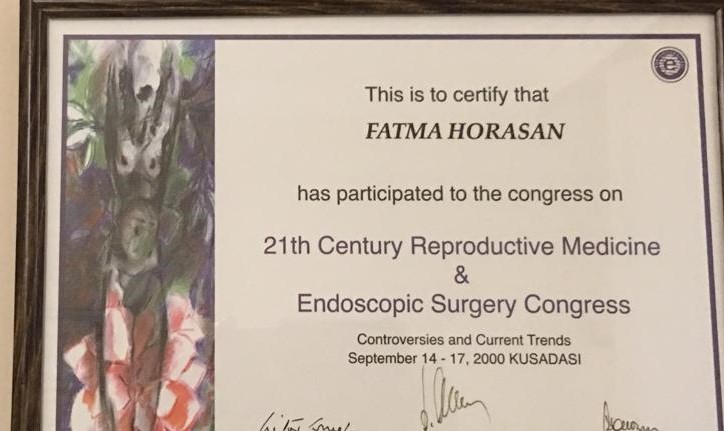 e
This is to certify that
FATMA HORASAN
has participated to the congress on
21th Century Reproductive Medicine
&
Endoscopic Surgery Congress
Controversies and Current Trends
September 14 - 17, 2000 KUSADASI